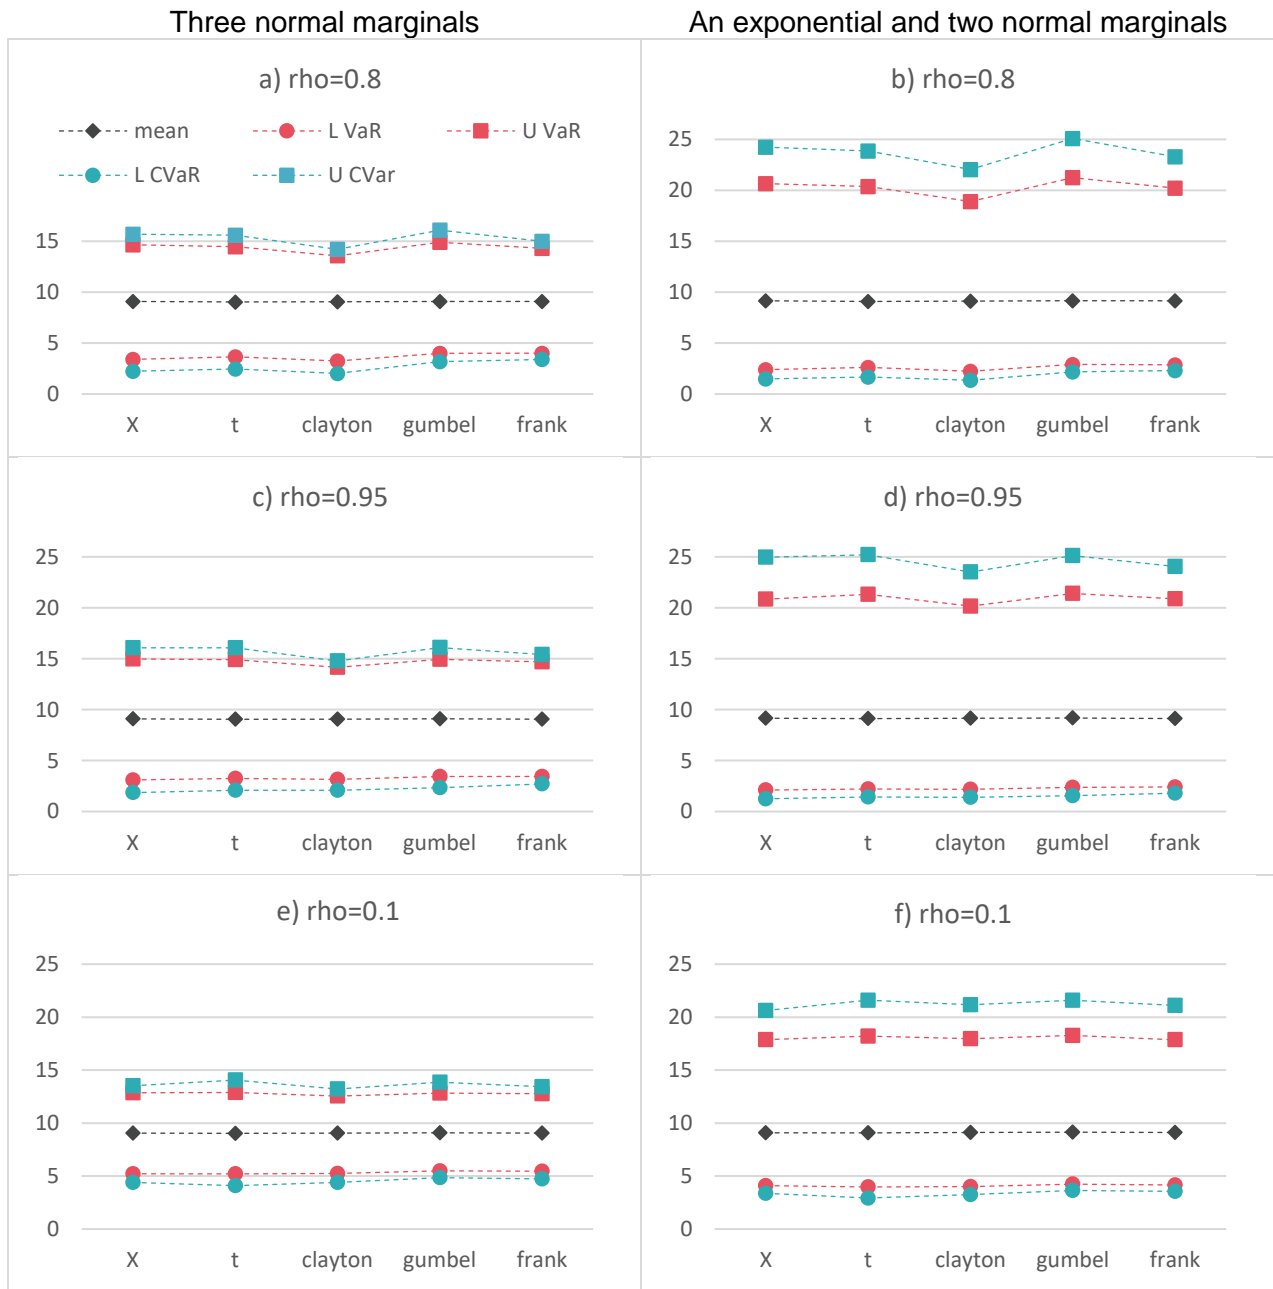 Three normal marginals
An exponential and two normal marginals
a) rho=0.8
mean L VaR U VaR
L CVaR U CVar
15
10
5
0
X t clayton gumbel frank
b) rho=0.8
25
20
15
10
5
0
X t clayton gumbel frank
c) rho=0.95
25
20
15
10
5
0
X t clayton gumbel frank
d) rho=0.95
25
20
15
10
5
0
X t clayton gumbel frank
e) rho=0.1
25
20
15
10
5
0
X t clayton gumbel frank
f) rho=0.1
25
20
15
10
5
0
X t clayton gumbel frank